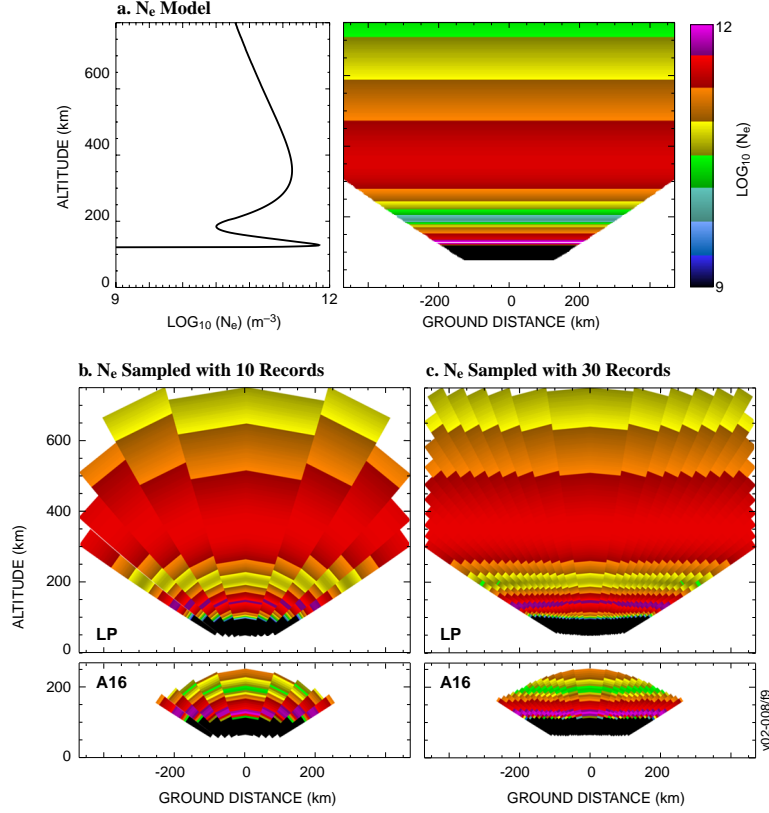 a. Ne Model
ALTITUDE (km)
600
400
200
0
9
12
LOG10 (Ne) (m−3)
-200
0
200
GROUND DISTANCE (km)
12
9
LOG10 (Ne)
b. Ne Sampled with 10 Records
c. Ne Sampled with 30 Records
ALTITUDE (km)
600
400
200
0
LP
LP
200
0
A16
A16
-200
0
200
-200
0
200
GROUND DISTANCE (km)
GROUND DISTANCE (km)
v02-008/f9